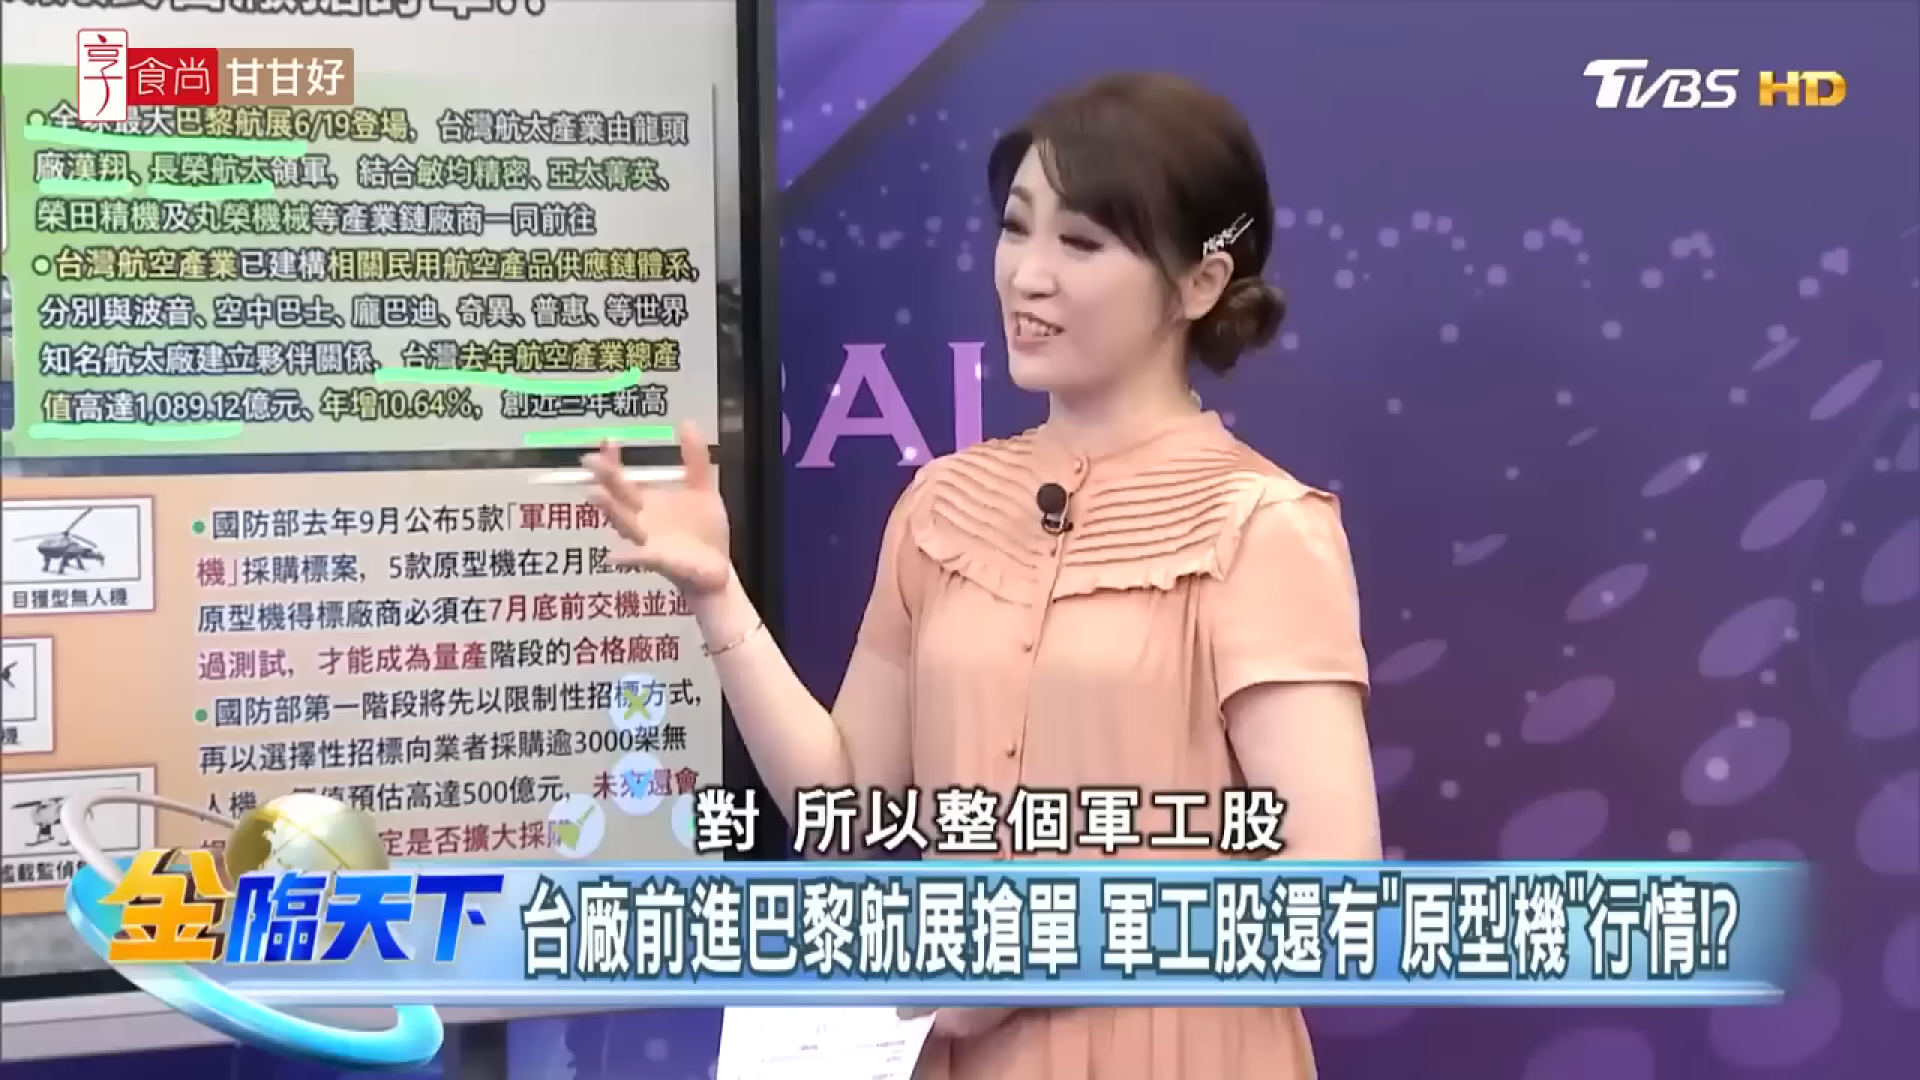 享食尚 甘甘好
TVBS HD
最大巴黎航展6/19登場，台灣航太產業由龍頭
廠漢翔、長榮航太領軍，結合敏均精密、亞太菁英、
榮田精機及丸榮機械等產業鏈廠商一同前往
•台灣航空產業已建構相關民用航空產品供應鏈體系，
分別與波音、空中巴士、龐巴迪、奇異、普惠、等世界
知名航太廠建立夥伴關係，台灣去年航空產業總產
值高達1,089.12億元、年增10.64%，創近三年新高
BAL
目獲型無人機
機
艦載監偵
•國防部去年9月公布5款「軍用商
機」採購標案，5款原型機在2月陸
原型機得標廠商必須在7月底前交機並通
過測試，才能成為量產階段的合格廠商
•國防部第一階段將先以限制性招標方式，
再以選擇性招標向業者採購逾3000架無
人機，值預估高達500億元，未來還會
定是否擴大採購
對 所以整個軍工股
金臨天下
台廠前進巴黎航展搶單 軍工股還有"原型機"行情!?